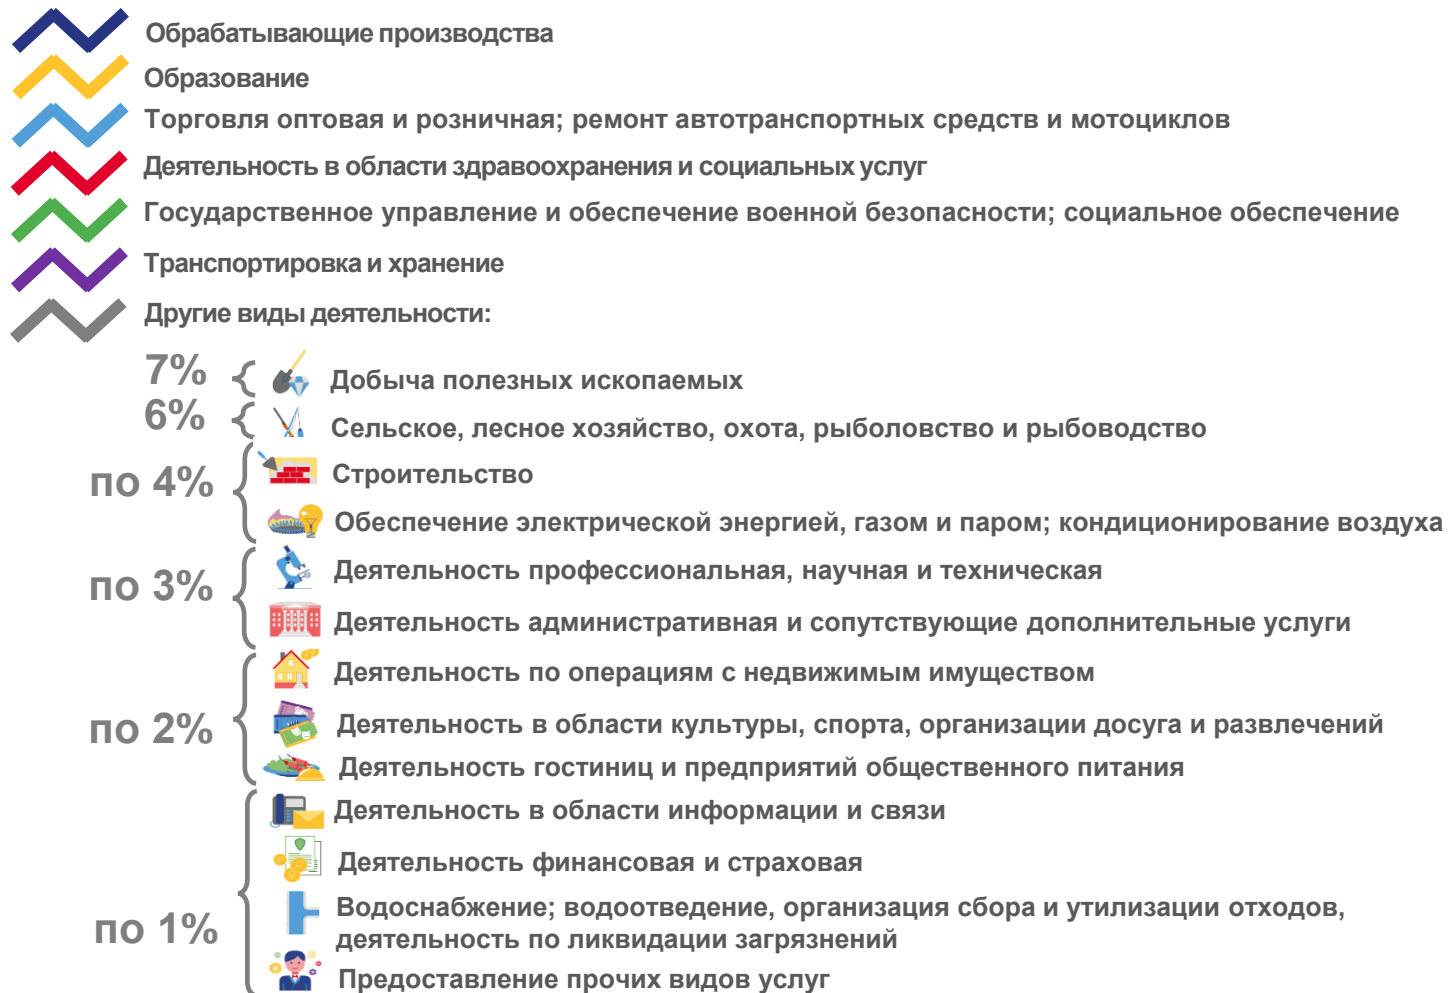 Обрабатывающие производства
Образование
Торговля оптовая и розничная; ремонт автотранспортных средств и мотоциклов
Деятельность в области здравоохранения и социальных услуг
Государственное управление и обеспечение военной безопасности; социальное обеспечение
Транспортировка и хранение
Другие виды деятельности:
7%
Добыча полезных ископаемых
6%
Сельское, лесное хозяйство, охота, рыболовство и рыбоводство
по 4%
Строительство
Обеспечение электрической энергией, газом и паром; кондиционирование воздуха
по 3%
Деятельность профессиональная, научная и техническая
Деятельность административная и сопутствующие дополнительные услуги
по 2%
Деятельность по операциям с недвижимым имуществом
Деятельность в области культуры, спорта, организации досуга и развлечений
Деятельность гостиниц и предприятий общественного питания
по 1%
Деятельность в области информации и связи
Деятельность финансовая и страховая
Водоснабжение; водоотведение, организация сбора и утилизации отходов,
деятельность по ликвидации загрязнений
Предоставление прочих видов услуг